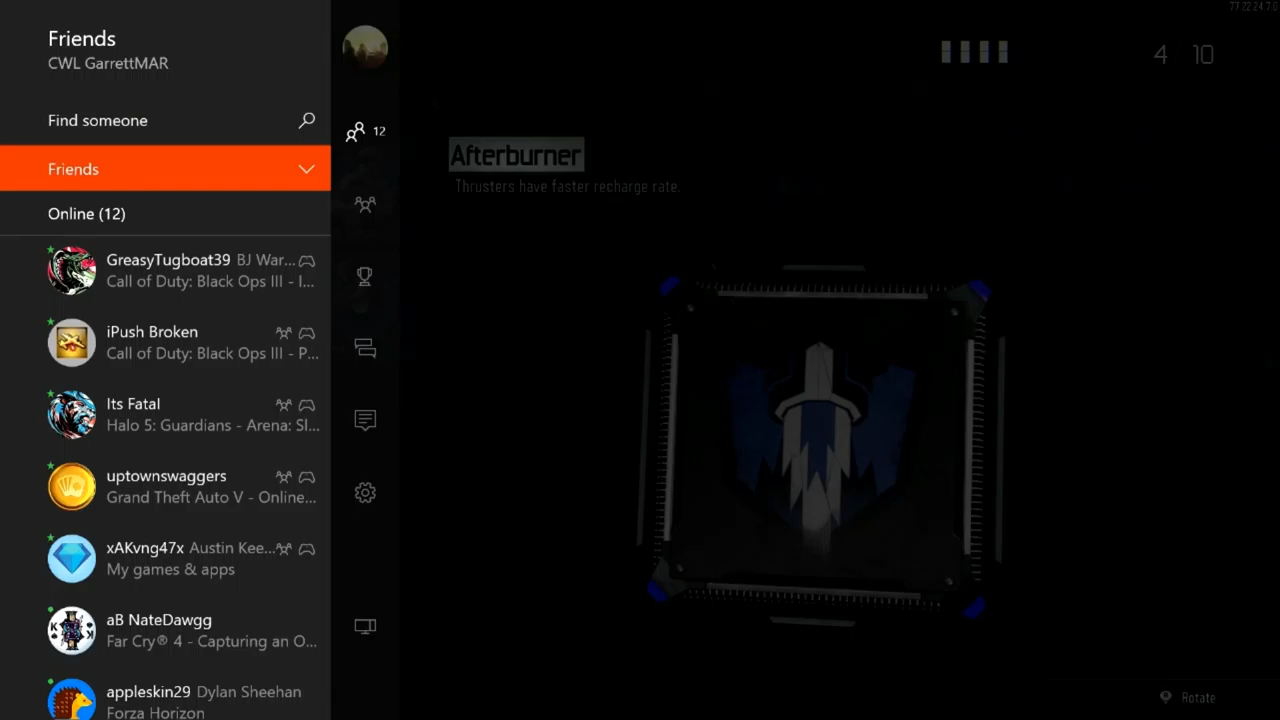 Friends
CWL GarrettMAR
Find someone
Friends
Online (12)
GreasyTugboat39 BJ War...
Call of Duty: Black Ops III - I...
iPush Broken
Call of Duty: Black Ops III - P...
Its Fatal
Halo 5: Guardians - Arena: Sl...
uptownswaggers
Grand Theft Auto V - Online...
xAKvng47x Austin Kee...
My games & apps
aB NateDawgg
Far Cry® 4 - Capturing an O...
appleskin29 Dylan Sheehan
Forza Horizon
12
4 10
Afterburner
Thrusters have faster recharge rate.
Rotate